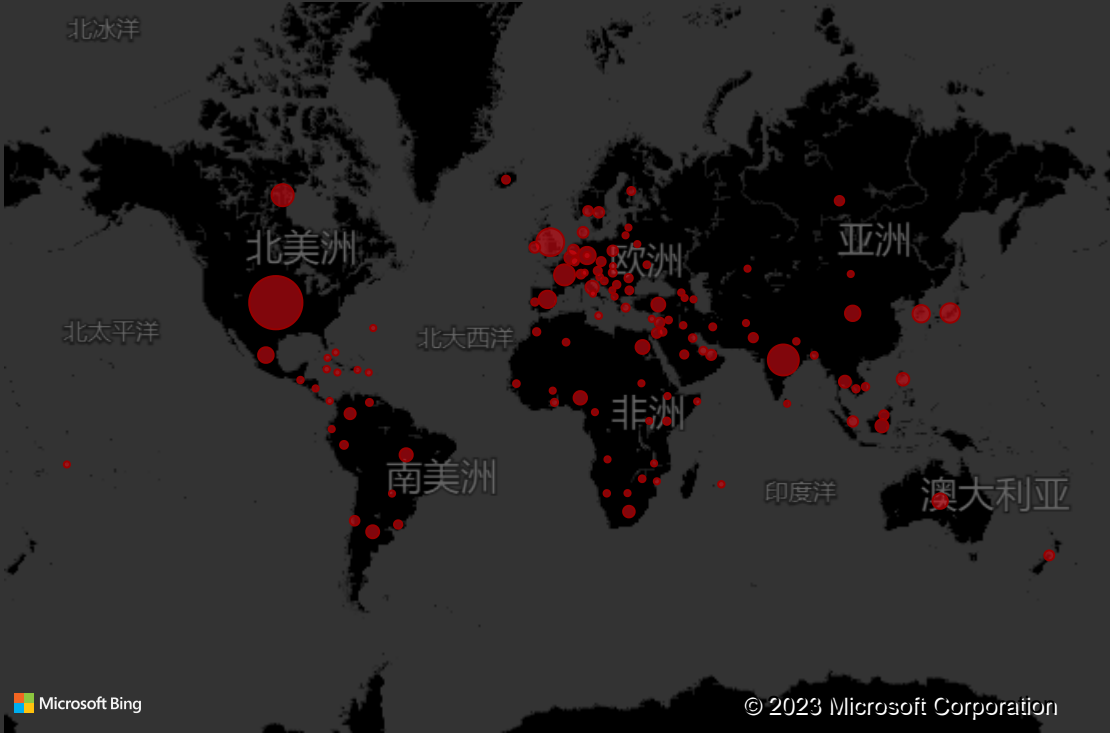 北冰洋
北美洲
欧洲
亚洲
北太平洋
北大西洋
非洲
南美洲
印度洋
澳大利亚
Microsoft Bing
© 2023 Microsoft Corporation